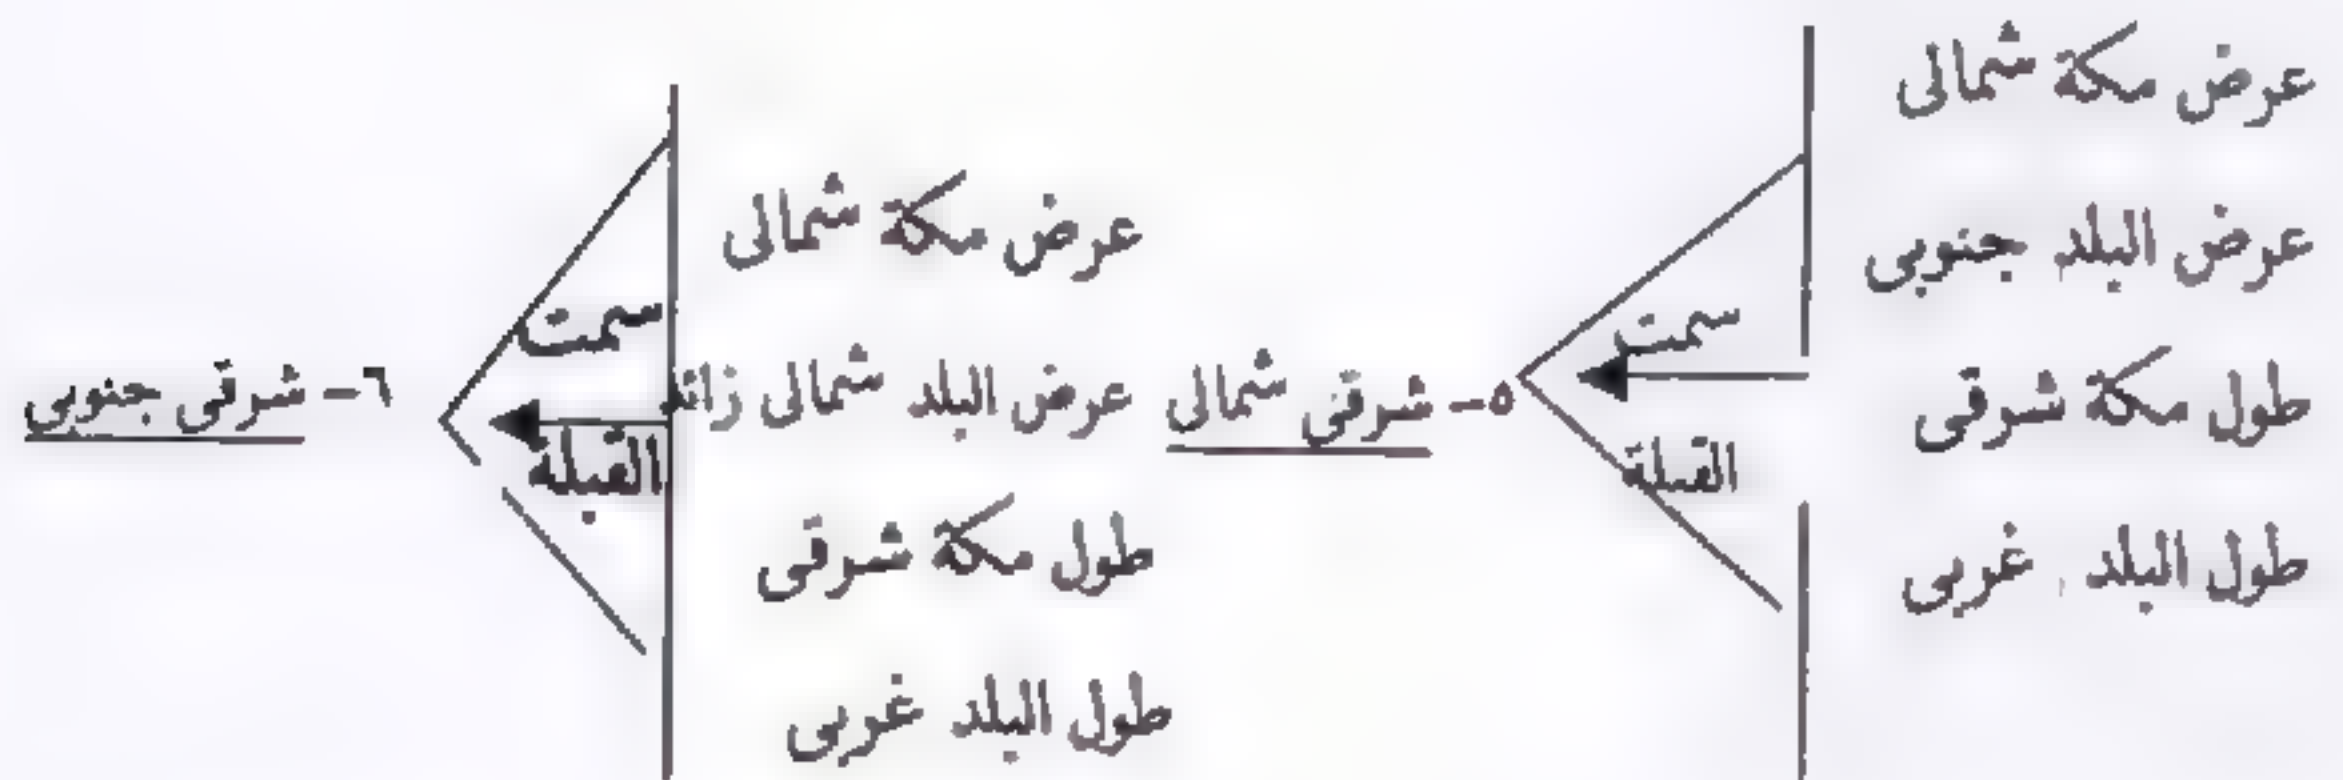 عرض مكة شمالى
عرض البلد جنوبى
طول مكة شرقى
طول البلد غربى
سمت
القبلة
٥- شرقى شمالى
عرض مكة شمالى
عرض البلد شمالى زائد
طول مكة شرقى
طول البلد غربى
سمت
القبلة
٦- شرقى جنوبى